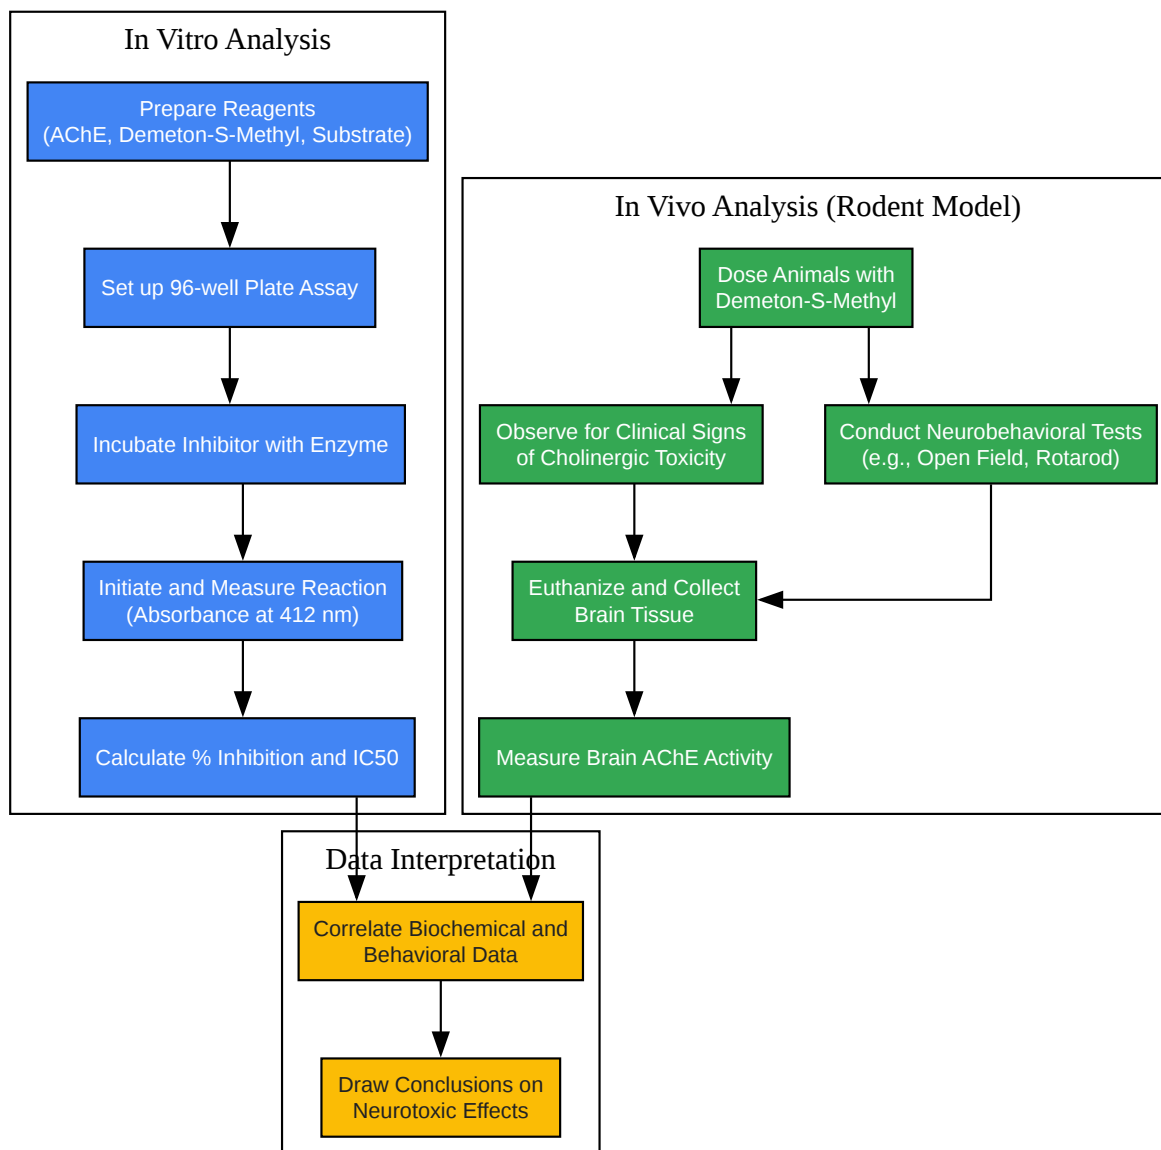 In Vitro Analysis
Prepare Reagents
(AChE, Demeton-S-Methyl, Substrate)
Set up 96-well Plate Assay
Incubate Inhibitor with Enzyme
Initiate and Measure Reaction
(Absorbance at 412 nm)
Calculate % Inhibition and IC50
In Vivo Analysis (Rodent Model)
Dose Animals with
Demeton-S-Methyl
Observe for Clinical Signs
of Cholinergic Toxicity
Conduct Neurobehavioral Tests
(e.g., Open Field, Rotarod)
Euthanize and Collect
Brain Tissue
Measure Brain AChE Activity
Data Interpretation
Correlate Biochemical and
Behavioral Data
Draw Conclusions on
Neurotoxic Effects